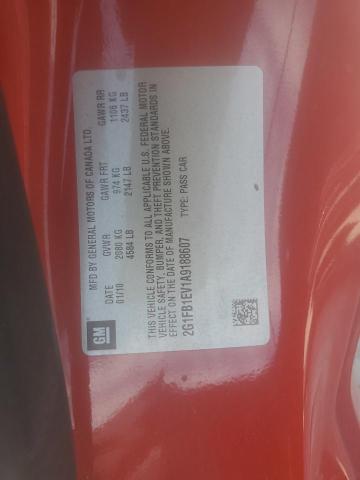 MFD BY GENERAL MOTORS OF CANADA LTD.
DATE GVWR GAWR FRT GAWR RR
01/10 2080 KG 974 KG 1106 KG
4584 LB 2147 LB 2437 LB
THIS VEHICLE CONFORMS TO ALL APPLICABLE U.S. FEDERAL MOTOR
VEHICLE SAFETY, BUMPER, AND THEFT PREVENTION STANDARDS IN
EFFECT ON THE DATE OF MANUFACTURE SHOWN ABOVE.
2G1FB1EV1A9188607 TYPE: PASS CAR
GM